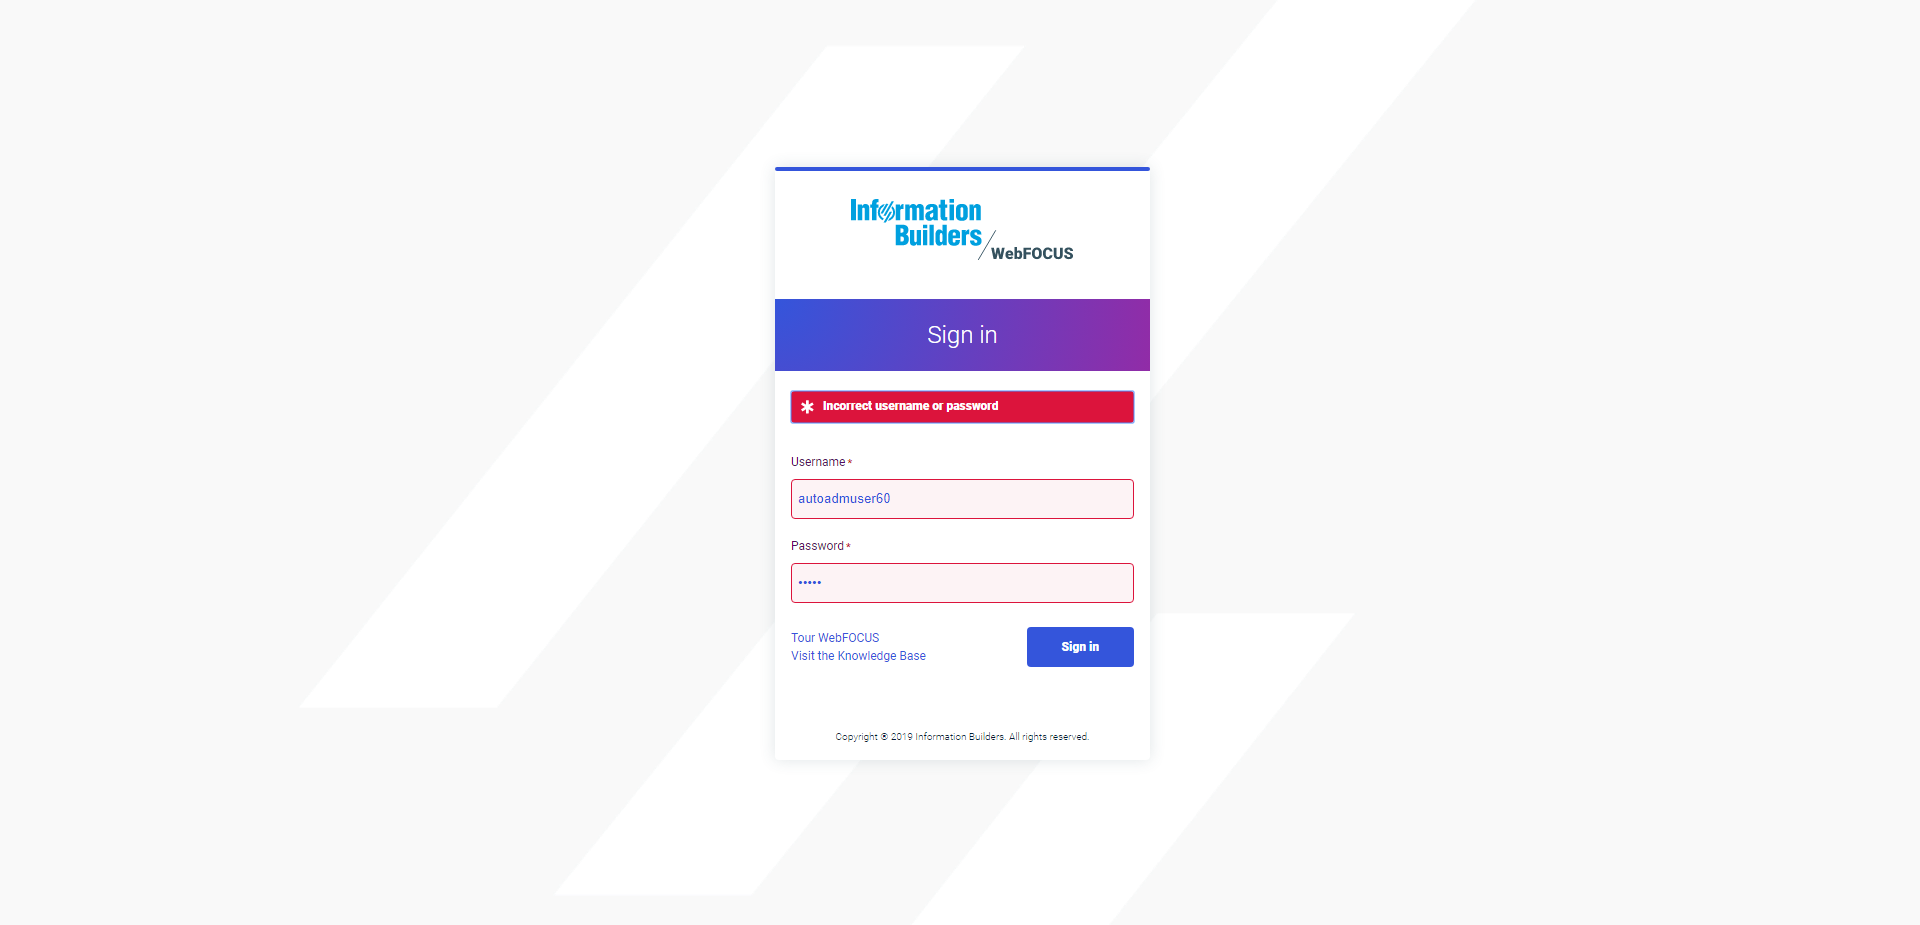 Information
Builders
WebFOCUS
Sign in
Incorrect username or password
Username *
autoadmuser60
Password *
•••••
Tour WebFOCUS
Sign in
Visit the Knowledge Base
Copyright ® 2019 Information Builders. All rights reserved.